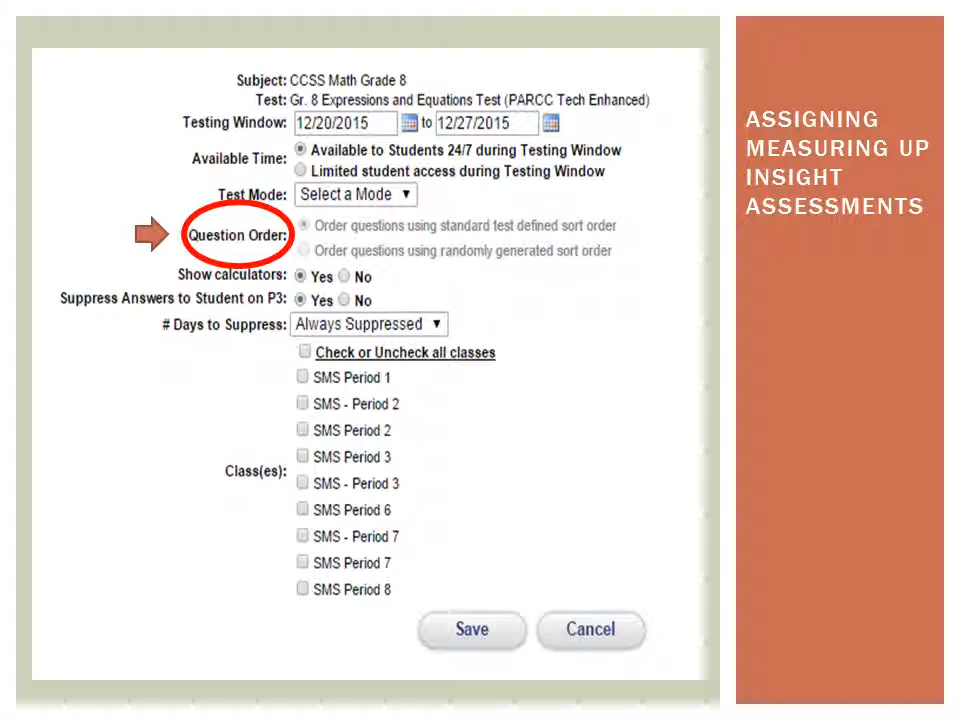 Subject: CCSS Math Grade 8
Test: Gr. 8 Expressions and Equations Test (PARCC Tech Enhanced)
Testing Window: 12/20/2015 to 12/27/2015
Available Time: Available to Students 24/7 during Testing Window
Limited student access during Testing Window
Test Mode: Select a Mode
Question Order: Order questions using standard test defined sort order
Order questions using randomly generated sort order
Show calculators: Yes No
Suppress Answers to Student on P3: Yes No
# Days to Suppress: Always Suppressed
Check or Uncheck all classes
Class(es):
SMS Period 1
SMS - Period 2
SMS Period 2
SMS Period 3
SMS - Period 3
SMS Period 6
SMS - Period 7
SMS Period 7
SMS Period 8
Save Cancel
ASSIGNING
MEASURING UP
INSIGHT
ASSESSMENTS